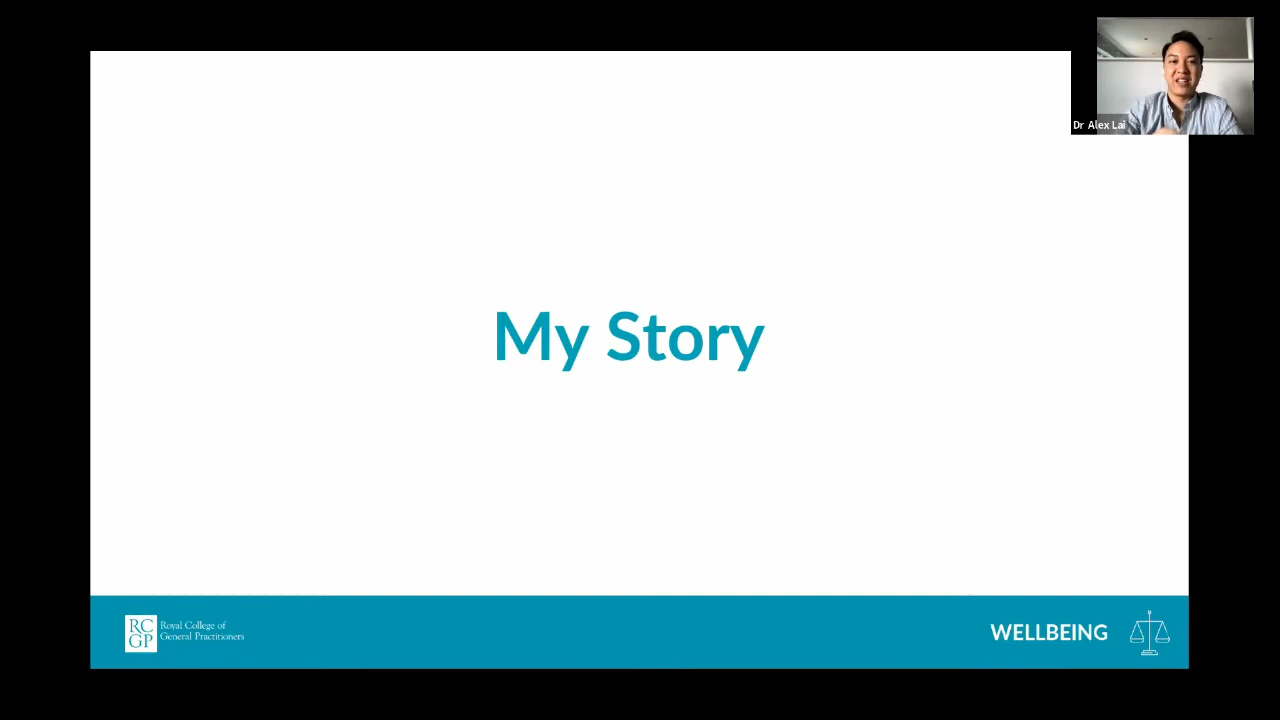 Dr Alex Lai
My Story
RC
GP
Royal College of
General Practitioners
WELLBEING